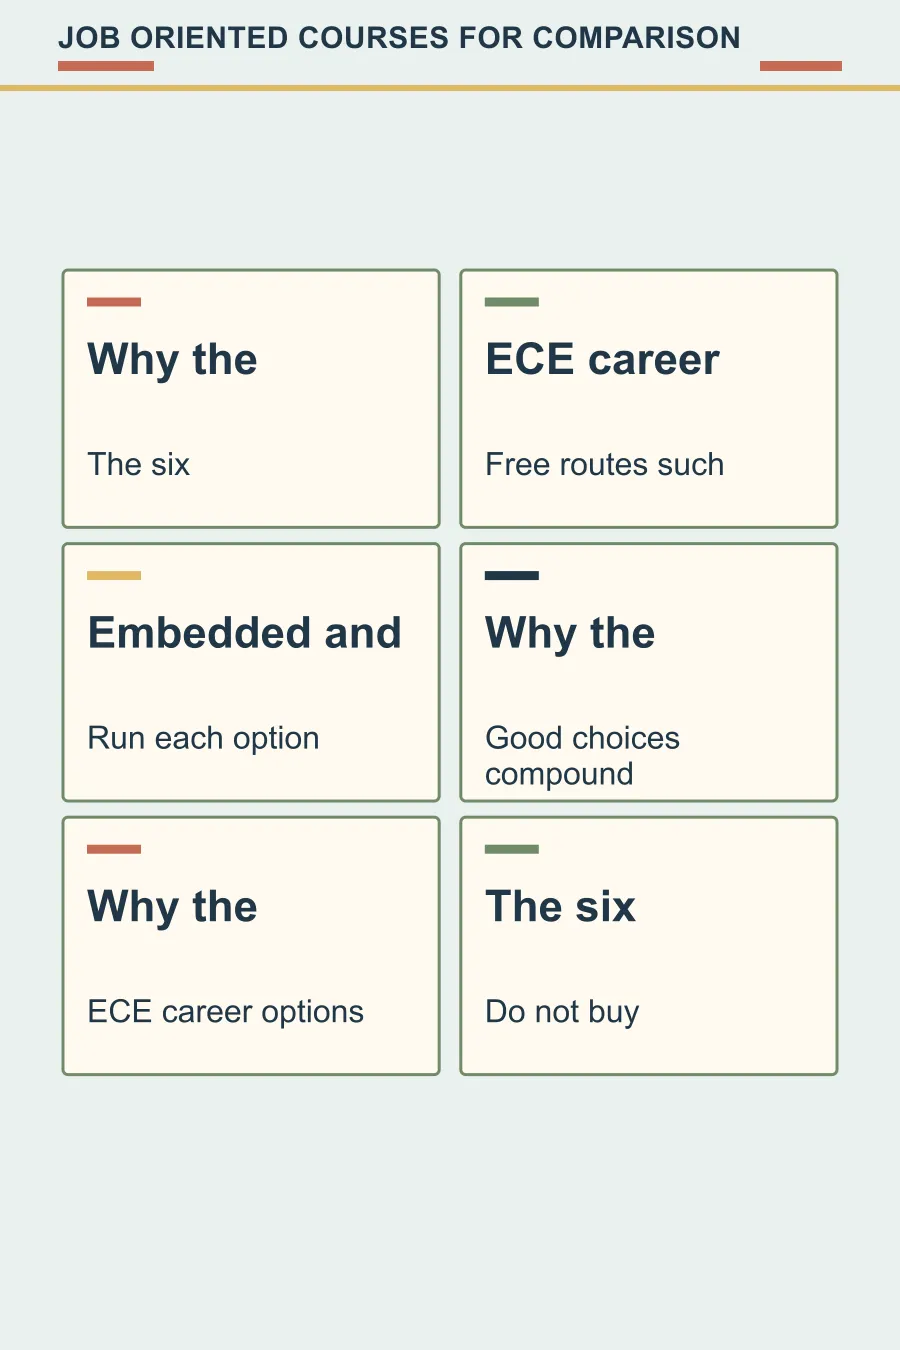 JOB ORIENTED COURSES FOR COMPARISON
Why the
The six
ECE career
Free routes such
Embedded and
Run each option
Why the
Good choices
compound
Why the
ECE career options
The six
Do not buy